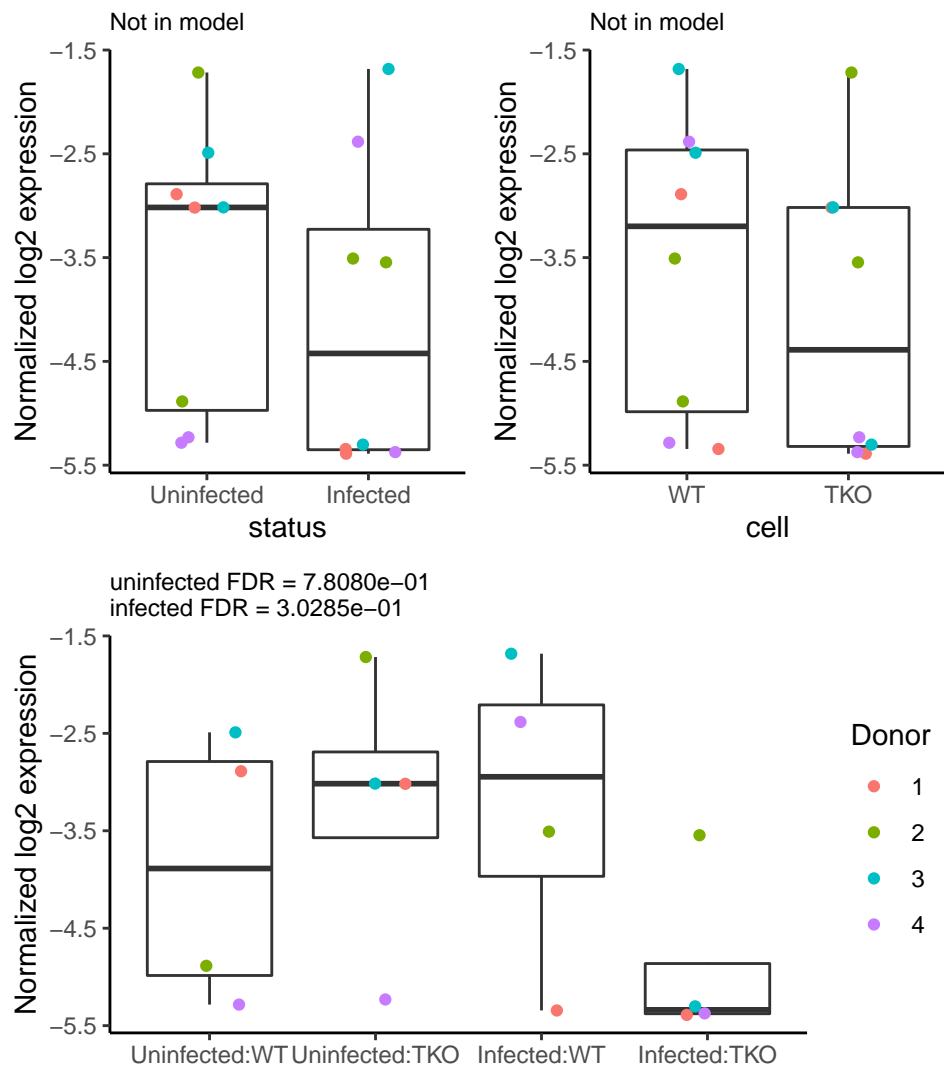 Not in model
Normalized log2 expression
−1.5
−2.5
−3.5
−4.5
−5.5
Uninfected
Infected
status
Not in model
Normalized log2 expression
−1.5
−2.5
−3.5
−4.5
−5.5
WT
TKO
cell
uninfected FDR = 7.8080e−01
infected FDR = 3.0285e−01
Normalized log2 expression
−1.5
−2.5
−3.5
−4.5
−5.5
Uninfected:WT
Uninfected:TKO
Infected:WT
Infected:TKO
Donor
1
2
3
4